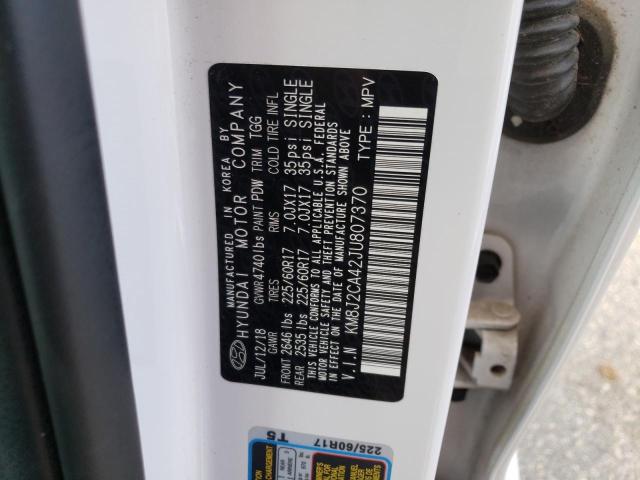 MANUFACTURED IN KOREA BY
HYUNDAI MOTOR COMPANY
JUL/12/18 GVWR 4740 lbs PAINT PDW TRIM TGG
GAWR TIRES RIMS COLD TIRE INFL
FRONT 2646 lbs 225/60R17 7.0JX17 35psi SINGLE
REAR 2535 lbs 225/60R17 7.0JX17 35psi SINGLE
THIS VEHICLE CONFORMS TO ALL APPLICABLE U.S.A. FEDERAL
MOTOR VEHICLE SAFETY AND THEFT PREVENTION STANDARDS
IN EFFECT ON THE DATE OF MANUFACTURE SHOWN ABOVE
V.I.N KM8J2CA42JU807370 TYPE : MPV
225/60R17
T5
REAR 3